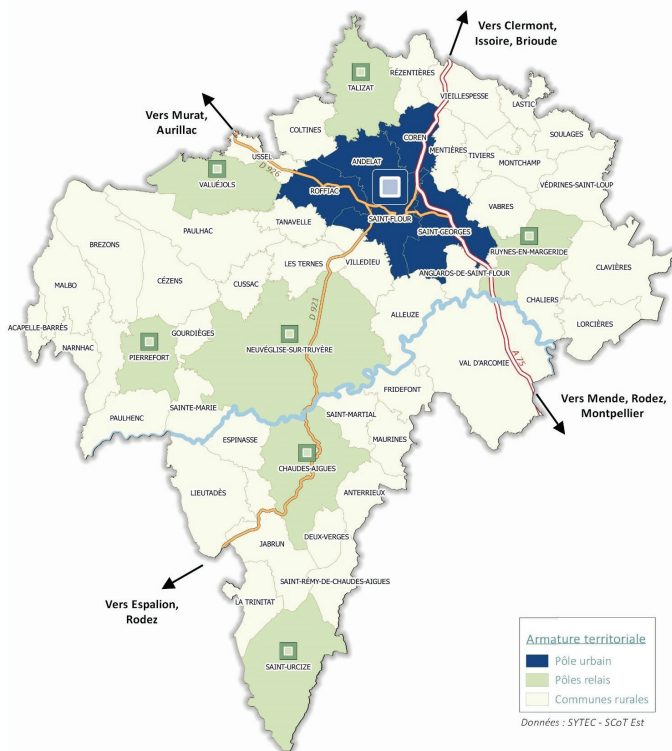 Vers Clermont,
Issoire, Brioude
RÉZENTIÈRES
TALIZAT
VIEILLESPESSE
LASTIC
Vers Murat,
Aurillac
COLTINES
COREN
SOULAGES
MENTIÈRES
TIVIERS
MONTCHAMP
USSEL
ANDELAT
D 926
VALUÉJOLS
ROFFIAC
VÉDRINES-SAINT-LOUP
VABRES
SAINT-FLOUR
TANAVELLE
SAINT-GEORGES
PAULHAC
RUYNES-EN-MARGERIDE
BREZONS
LES TERNES
VILLEDIEU
CLAVIÈRES
ANGLARDS-DE-SAINT-FLOUR
CÉZENS
CUSSAC
MALBO
CHALIERS
D 921
ALLEUZE
ACAPELLE-BARRÈS
GOURDIÈGES
LORCIÈRES
NARNHAC
PIERREFORT
NEUVÉGLISE-SUR-TRUYÈRE
A 75
VAL D'ARCOMIE
FRIDEFONT
Vers Mende, Rodez,
Montpellier
SAINTE-MARIE
SAINT-MARTIAL
PAULHENC
ESPINASSE
MAURINES
CHAUDES-AIGUES
LIEUTADÈS
ANTERRIEUX
DEUX-VERGES
JABRUN
SAINT-RÉMY-DE-CHAUDES-AIGUES
Vers Espalion,
Rodez
LA TRINITAT
SAINT-URCIZE
Armature territoriale
Pôle urbain
Pôles relais
Communes rurales
Données : SYTEC - SCoT Est